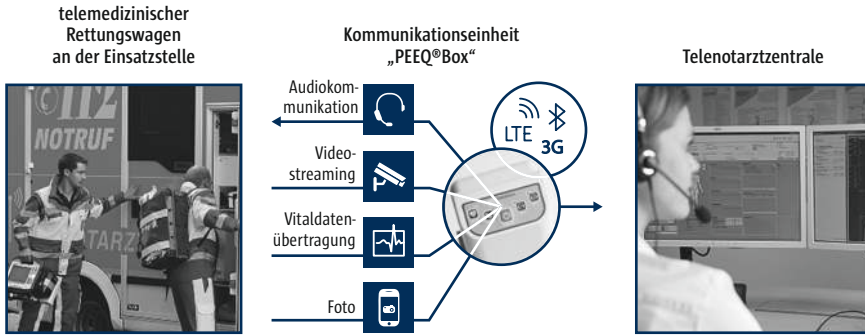 telemedizinischer
Rettungswagen
an der Einsatzstelle
Kommunikationseinheit
„PEEQ®Box“
Telenotarztzentrale
Audiokom-
munikation
Video-
streaming
Vitaldaten-
übertragung
Foto
LTE
3G
112
NOTRUF